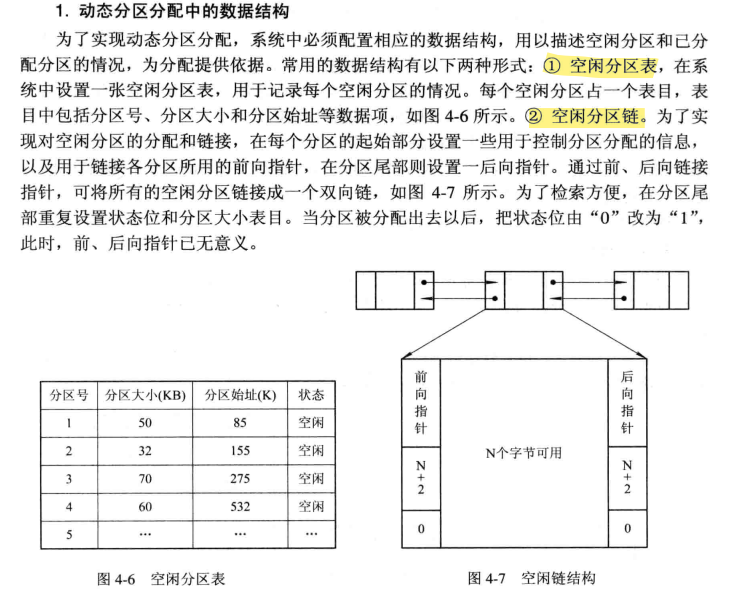 1. 动态分区分配中的数据结构
为了实现动态分区分配，系统中必须配置相应的数据结构，用以描述空闲分区和已分
配分区的情况，为分配提供依据。常用的数据结构有以下两种形式：① 空闲分区表，在系
统中设置一张空闲分区表，用于记录每个空闲分区的情况。每个空闲分区占一个表目，表
目中包括分区号、分区大小和分区始址等数据项，如图 4-6 所示。② 空闲分区链。为了实
现对空闲分区的分配和链接，在每个分区的起始部分设置一些用于控制分区分配的信息，
以及用于链接各分区所用的前向指针，在分区尾部则设置一后向指针。通过前、后向链接
指针，可将所有的空闲分区链接成一个双向链，如图 4-7 所示。为了检索方便，在分区尾
部重复设置状态位和分区大小表目。当分区被分配出去以后，把状态位由“0”改为“1”，
此时，前、后向指针已无意义。
分区号 分区大小(KB) 分区始址(K) 状态
1 50 85 空闲
2 32 155 空闲
3 70 275 空闲
4 60 532 空闲
5 … … …
图 4-6 空闲分区表
前向指针
N+2
0
N个字节可用
后向指针
N+2
0
图 4-7 空闲链结构